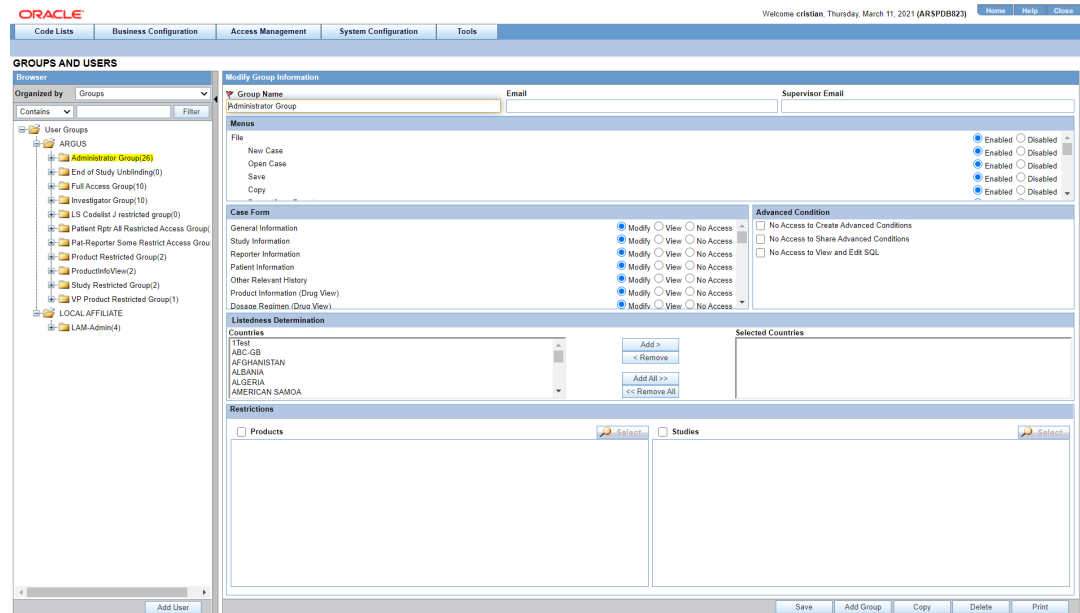 ORACLE
Welcome cristian, Thursday, March 11, 2021 (ARSPDB823) Home Help Close
Code Lists Business Configuration Access Management System Configuration Tools
GROUPS AND USERS
Browser
Organized by Groups
Contains Filter
User Groups
ARGUS
Administrator Group(26)
End of Study Unblinding(0)
Full Access Group(10)
Investigator Group(10)
LS Codelist J restricted group(0)
Patient Rptr All Restricted Access Group(
Pat-Reporter Some Restrict Access Grou
Product Restricted Group(2)
ProductInfoView(2)
Study Restricted Group(2)
VP Product Restricted Group(1)
LOCAL AFFILIATE
LAM-Admin(4)
Add User
Modify Group Information
Group Name Email Supervisor Email
Administrator Group
Menus
File Enabled Disabled
New Case Enabled Disabled
Open Case Enabled Disabled
Save Enabled Disabled
Copy Enabled Disabled
Case Form
General Information Modify View No Access
Study Information Modify View No Access
Reporter Information Modify View No Access
Patient Information Modify View No Access
Other Relevant History Modify View No Access
Product Information (Drug View) Modify View No Access
Dosage Regimen (Drug View) Modify View No Access
Advanced Condition
No Access to Create Advanced Conditions
No Access to Share Advanced Conditions
No Access to View and Edit SQL
Listedness Determination
Countries Selected Countries
1Test
ABC-GB
AFGHANISTAN
ALBANIA
ALGERIA
AMERICAN SAMOA
Add >
< Remove
Add All >>
<< Remove All
Restrictions
Products Select Studies Select
Save Add Group Copy Delete Print